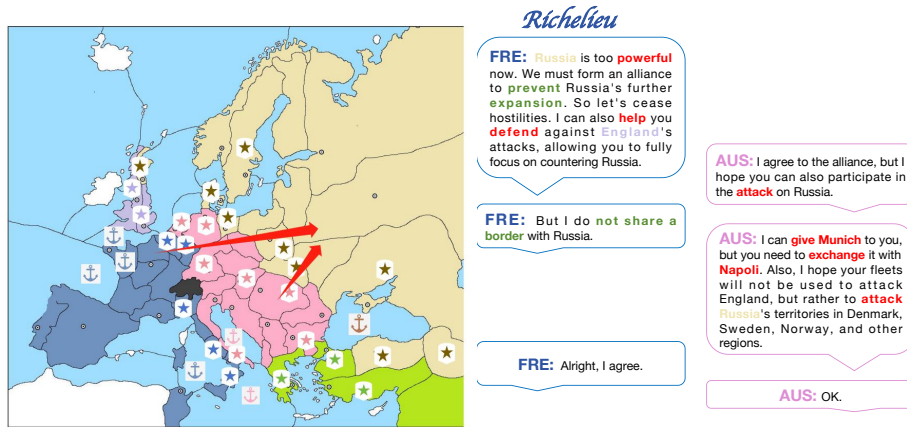 Richelieu
FRE: Russia is too powerful
now. We must form an alliance
to prevent Russia's further
expansion. So let's cease
hostilities. I can also help you
defend against England's
attacks, allowing you to fully
focus on countering Russia.
AUS: I agree to the alliance, but I
hope you can also participate in
the attack on Russia.
FRE: But I do not share a
border with Russia.
AUS: I can give Munich to you,
but you need to exchange it with
Napoli. Also, I hope your fleets
will not be used to attack
England, but rather to attack
Russia's territories in Denmark,
Sweden, Norway, and other
regions.
FRE: Alright, I agree.
AUS: OK.